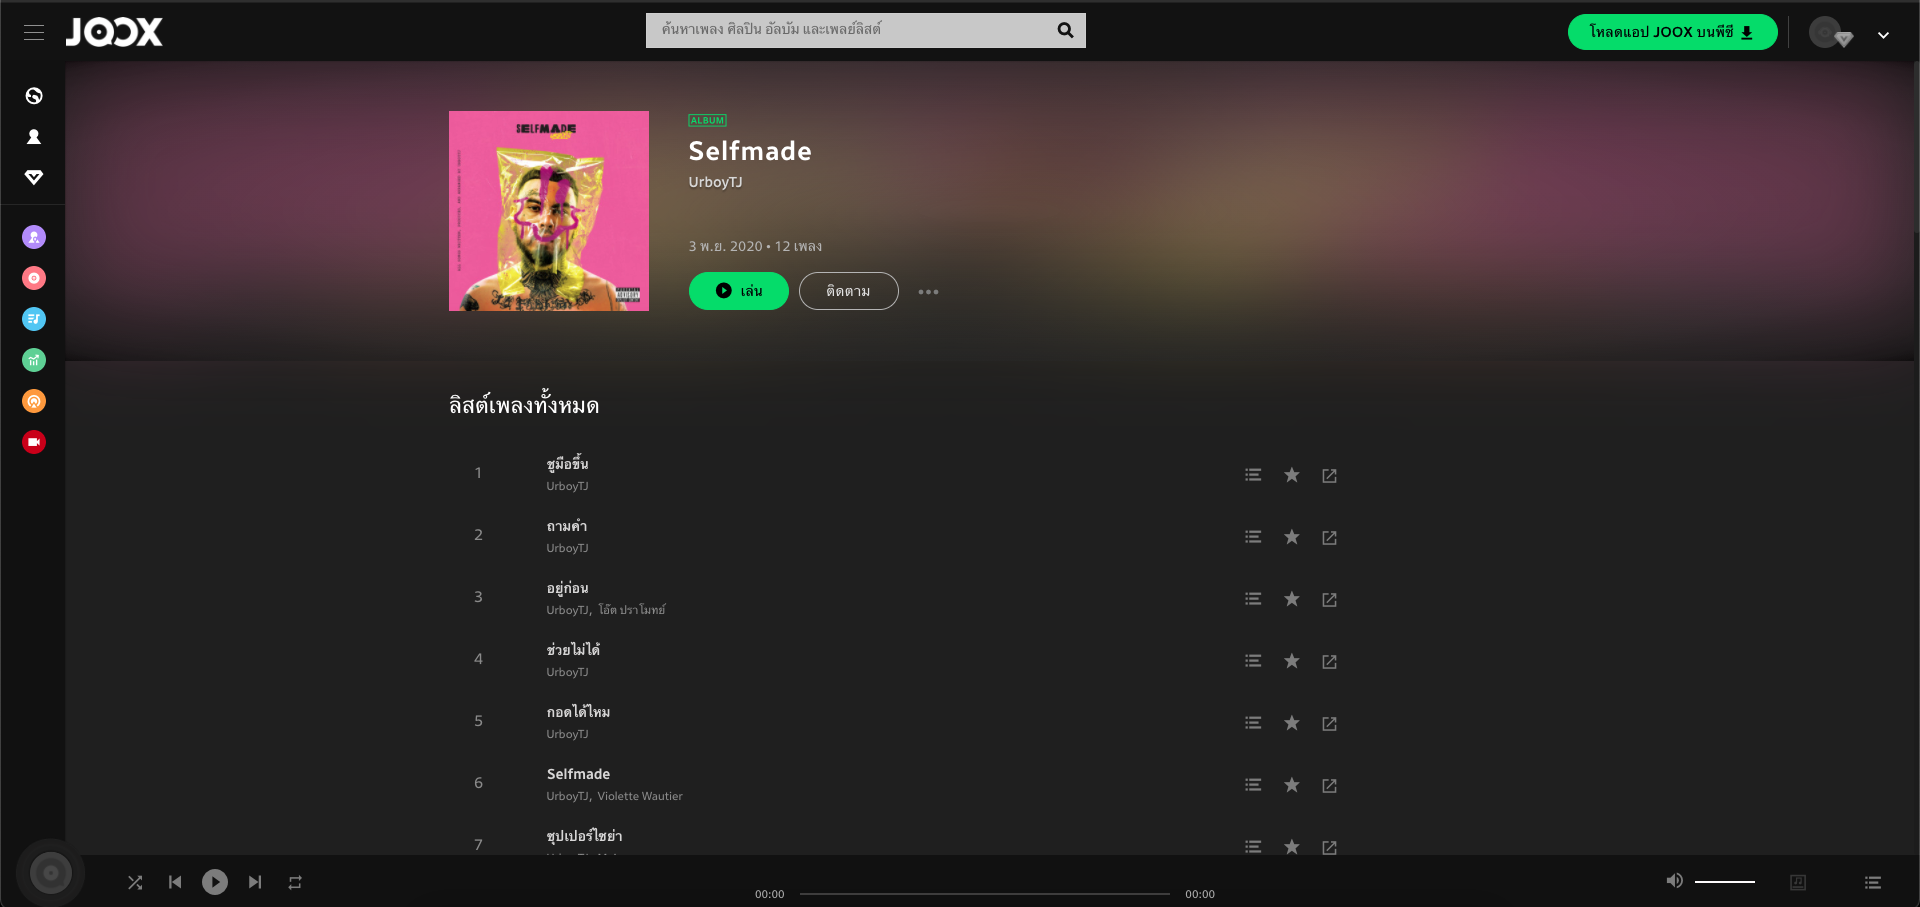 JOOX
ค้นหาเพลง ศิลปิน อัลบัม และเพลย์ลิสต์
โหลดแอป JOOX บนพีซี
SELFMADE
ALBUM
Selfmade
UrboyTJ
3 พ.ย. 2020 • 12 เพลง
เล่น
ติดตาม
ADVISORY
ลิสต์เพลงทั้งหมด
1
ชูมือขึ้น
UrboyTJ
2
ถามคำ
UrboyTJ
3
อยู่ก่อน
UrboyTJ, โอ๊ต ปราโมทย์
4
ช่วยไม่ได้
UrboyTJ
5
กอดได้ไหม
UrboyTJ
6
Selfmade
UrboyTJ, Violette Wautier
7
ซุปเปอร์ไซย่า
00:00
00:00